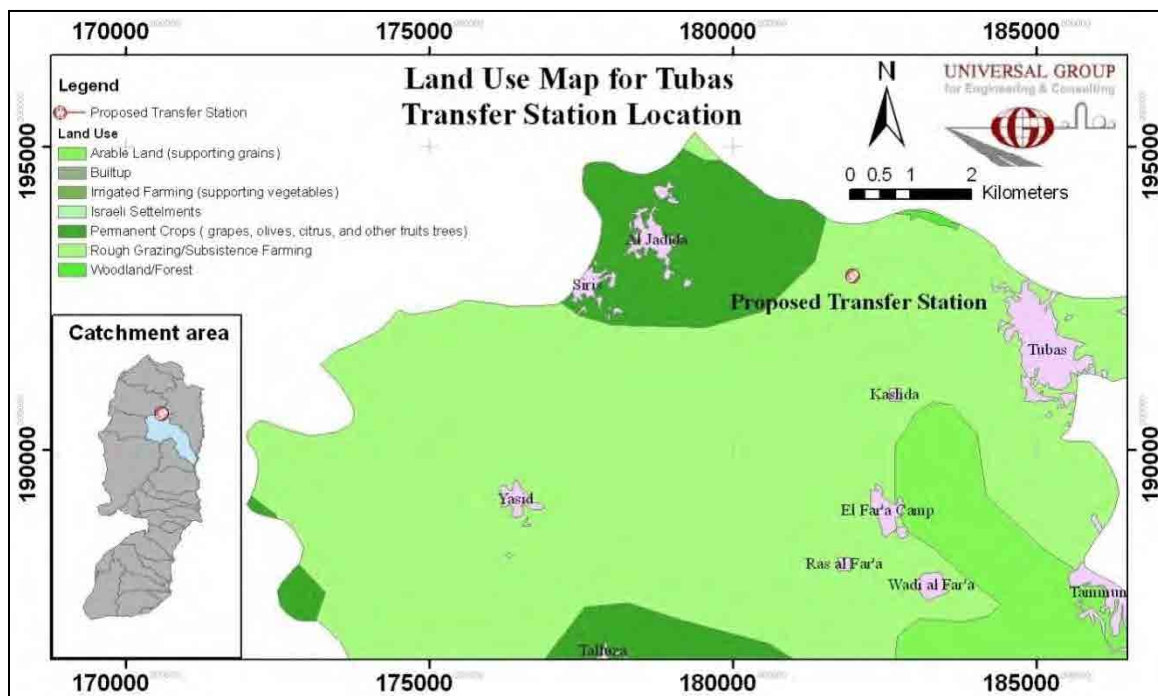 170000 175000 180000 185000
Legend
Proposed Transfer Station
Land Use
Arable Land (supporting grains)
Builtup
Irrigated Farming (supporting vegetables)
Israeli Settelments
Permanant Crops ( grapes, olives, citrus, and other fruits trees)
Rough Grazing/Subsistence Farming
Woodland/Forest
Land Use Map for Tubas
Transfer Station Location
N
UNIVERSAL GROUP
for Engineering & Consulting
0 0.5 1 2
Kilometers
195000
195000
Al Jadida
Siris
Proposed Transfer Station
Tubas
Kashda
Catchment area
190000
190000
Yasid
El Far'a Camp
Ras al Far'a
Wadi al Far'a
Tammun
Talluza
170000 175000 180000 185000